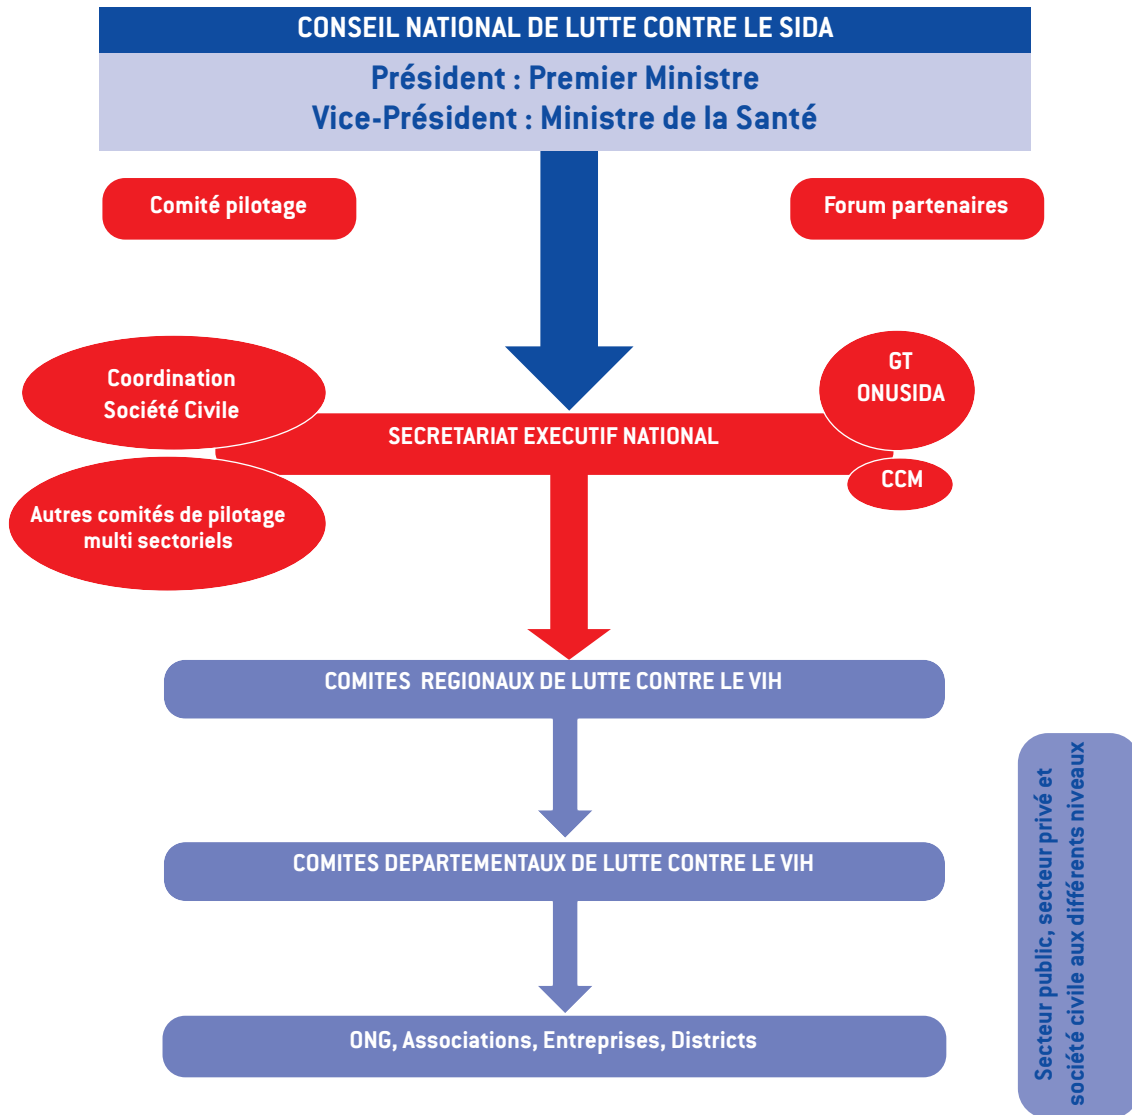 CONSEIL NATIONAL DE LUTTE CONTRE LE SIDA
Président : Premier Ministre
Vice-Président : Ministre de la Santé
Comité pilotage
Forum partenaires
Coordination
Société Civile
GT
ONUSIDA
SECRETARIAT EXECUTIF NATIONAL
CCM
Autres comités de pilotage
multi sectoriels
COMITES REGIONAUX DE LUTTE CONTRE LE VIH
COMITES DEPARTEMENTAUX DE LUTTE CONTRE LE VIH
ONG, Associations, Entreprises, Districts
Secteur public, secteur privé et
société civile aux différents niveaux